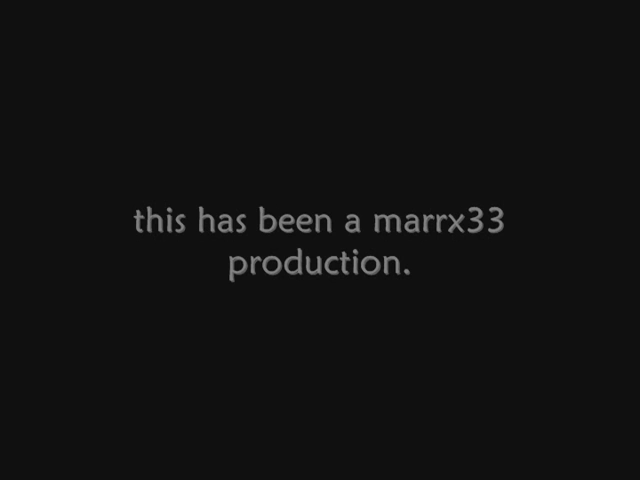 this has been a marrx33
production.